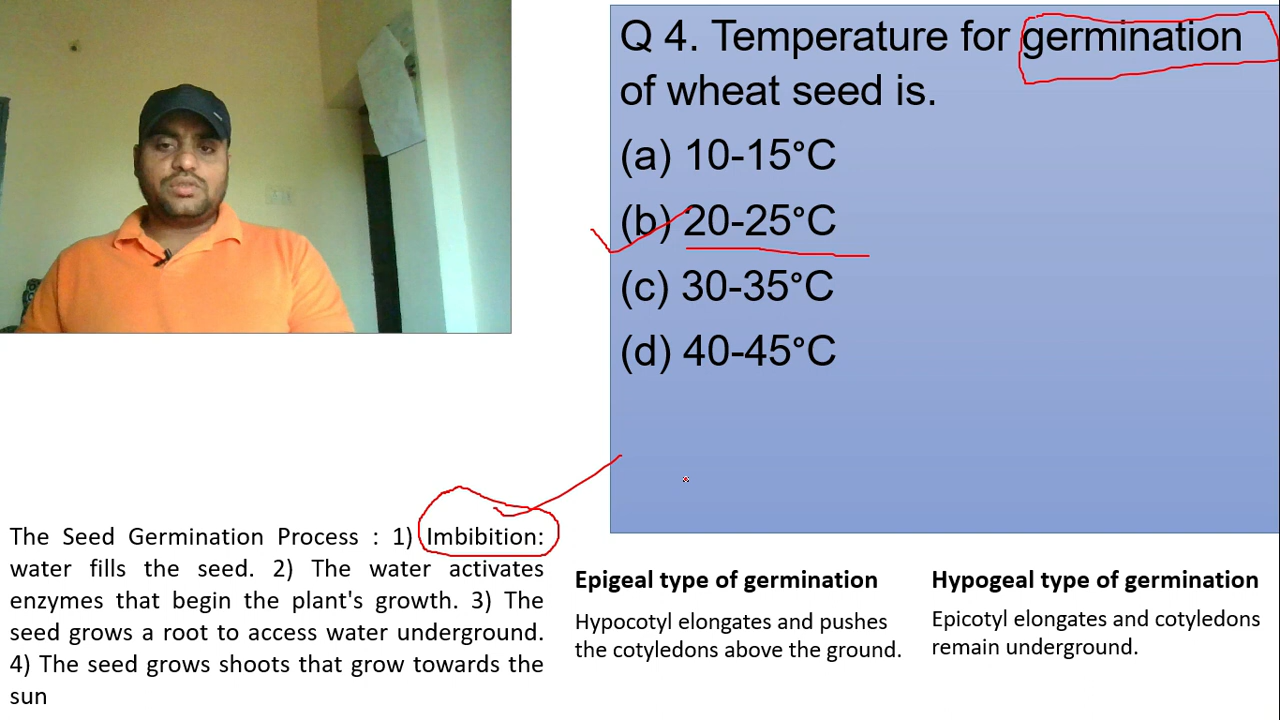 Q 4. Temperature for germination
of wheat seed is.
(a) 10-15°C
(b) 20-25°C
(c) 30-35°C
(d) 40-45°C
The Seed Germination Process : 1) Imbibition:
water fills the seed. 2) The water activates
enzymes that begin the plant's growth. 3) The
seed grows a root to access water underground.
4) The seed grows shoots that grow towards the
sun
Epigeal type of germination
Hypocotyl elongates and pushes
the cotyledons above the ground.
Hypogeal type of germination
Epicotyl elongates and cotyledons
remain underground.